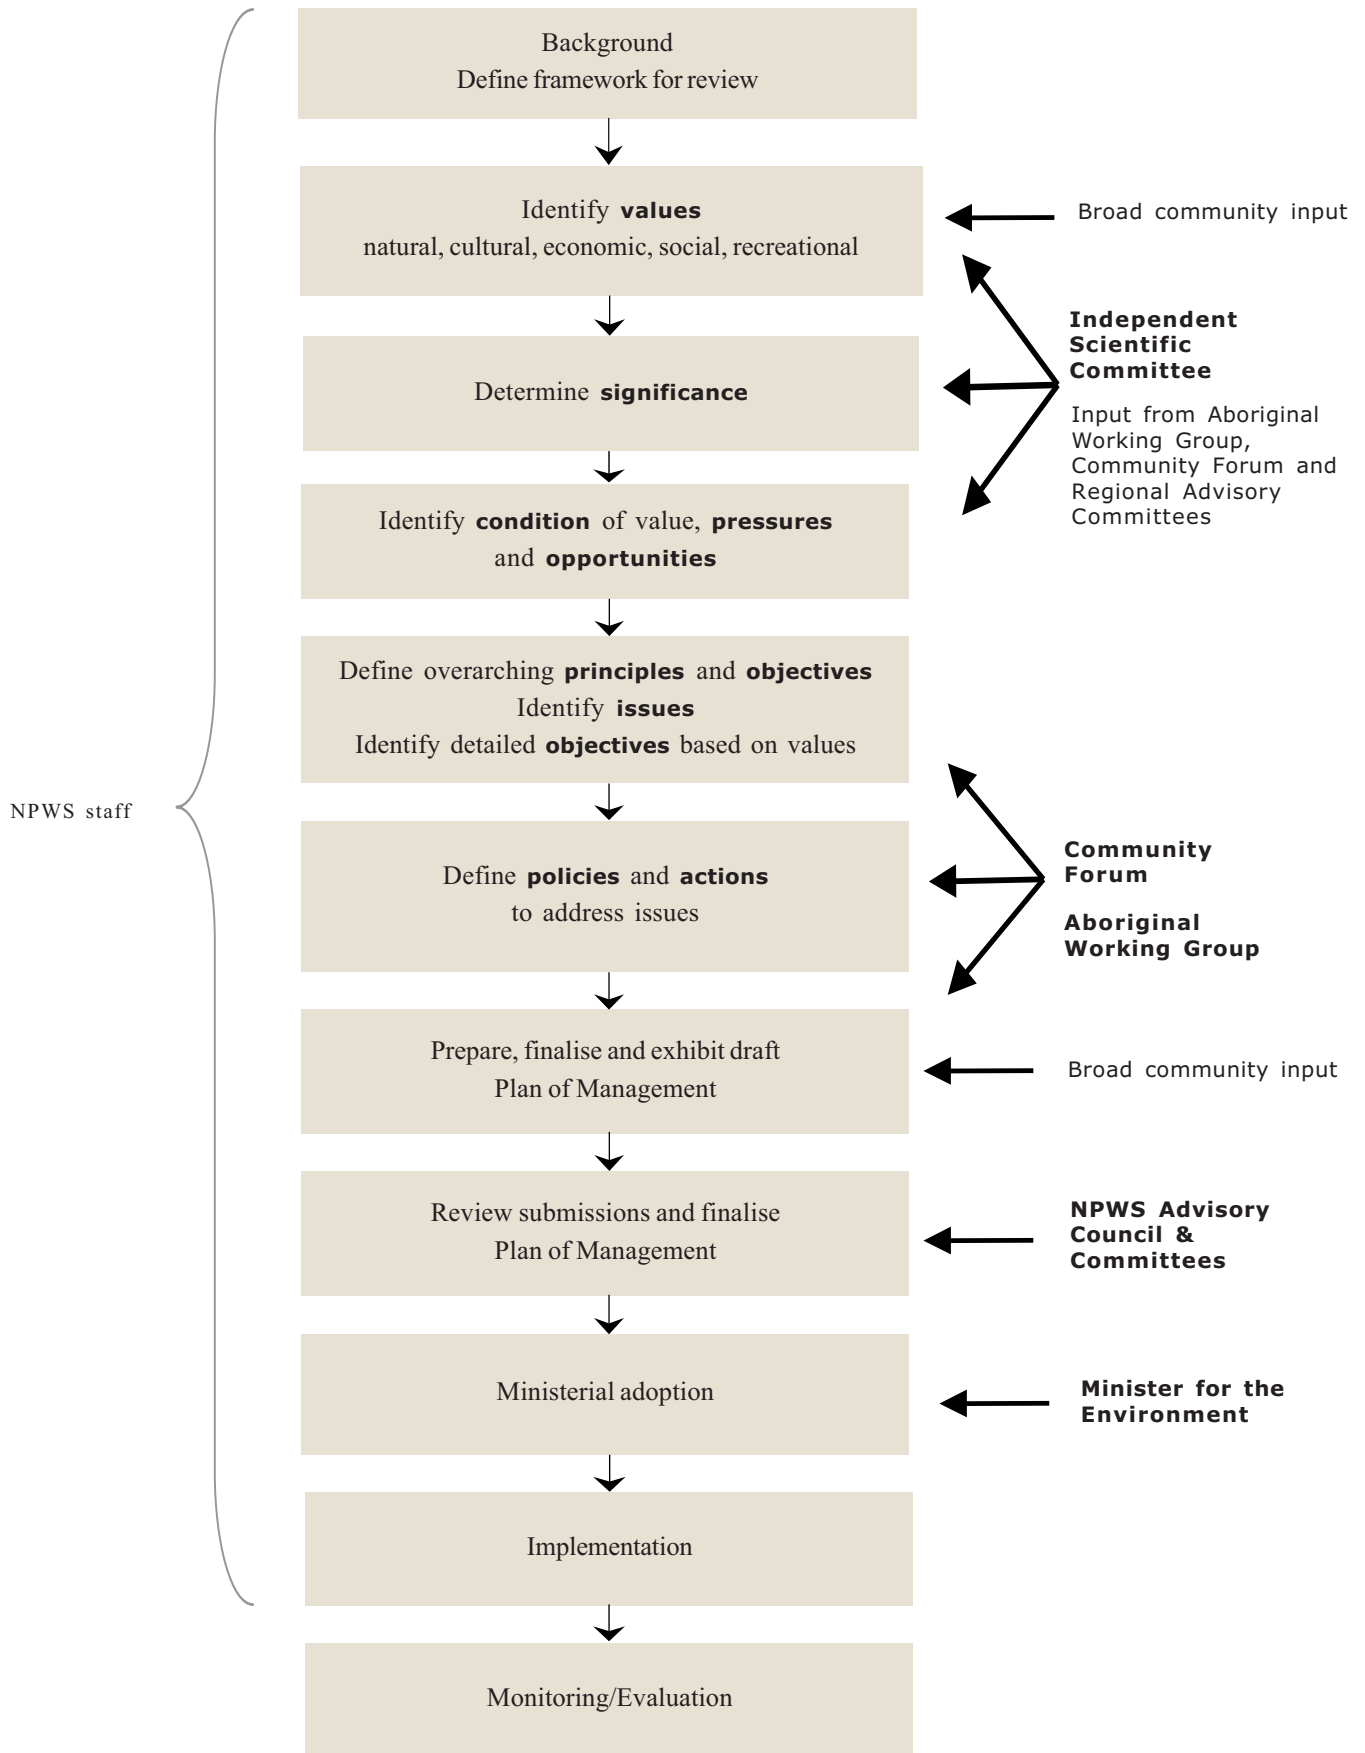 Background
Define framework for review
Identify values
natural, cultural, economic, social, recreational
Broad community input
Independent
Scientific
Committee
Input from Aboriginal
Working Group,
Community Forum and
Regional Advisory
Committees
Determine significance
Identify condition of value, pressures
and opportunities
Define overarching principles and objectives
Identify issues
Identify detailed objectives based on values
NPWS staff
Define policies and actions
to address issues
Community
Forum
Aboriginal
Working Group
Prepare, finalise and exhibit draft
Plan of Management
Broad community input
Review submissions and finalise
Plan of Management
NPWS Advisory
Council &
Committees
Ministerial adoption
Minister for the
Environment
Implementation
Monitoring/Evaluation